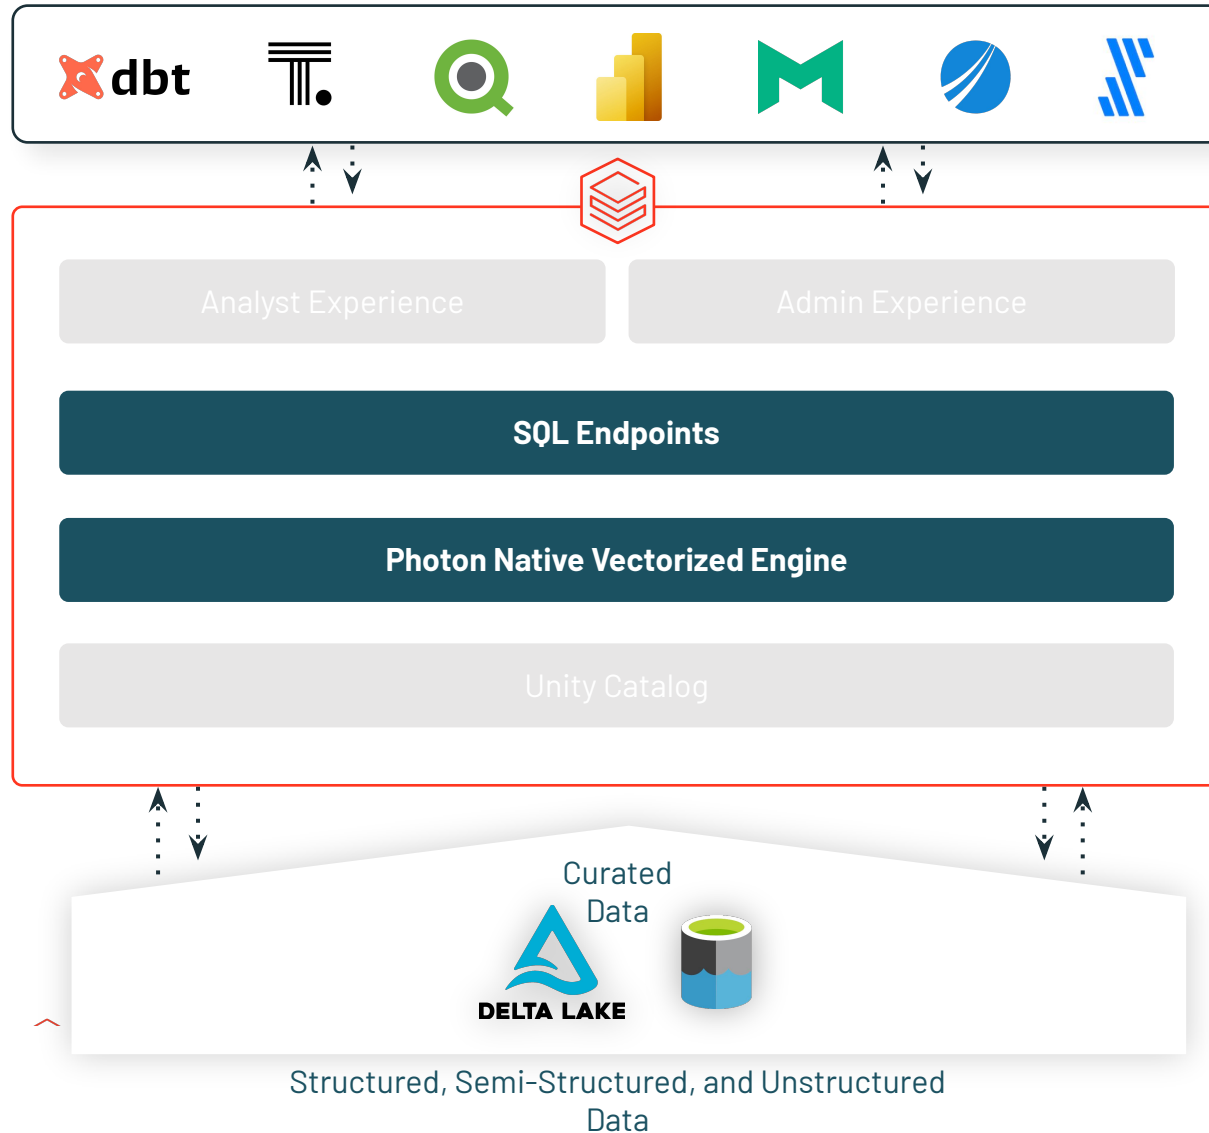 dbt
Analyst Experience
Admin Experience
SQL Endpoints
Photon Native Vectorized Engine
Unity Catalog
Curated
Data
DELTA LAKE
Structured, Semi-Structured, and Unstructured
Data